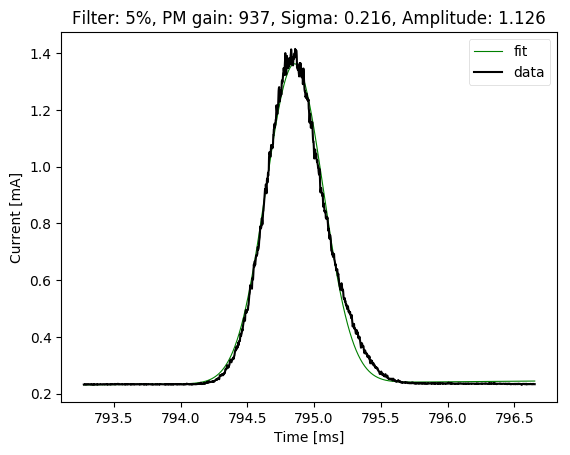 Filter: 5%, PM gain: 937, Sigma: 0.216, Amplitude: 1.126
fit
data
Current [mA]
1.4
1.2
1.0
0.8
0.6
0.4
0.2
793.5 794.0 794.5 795.0 795.5 796.0 796.5
Time [ms]